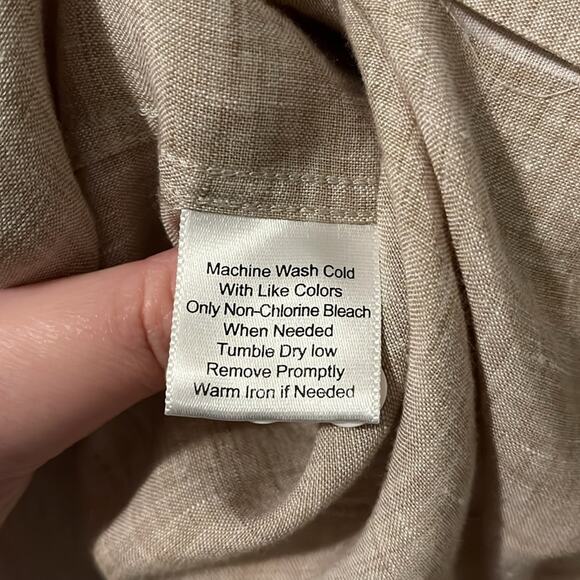 Machine Wash Cold
With Like Colors
Only Non-Chlorine Bleach
When Needed
Tumble Dry low
Remove Promptly
Warm Iron if Needed